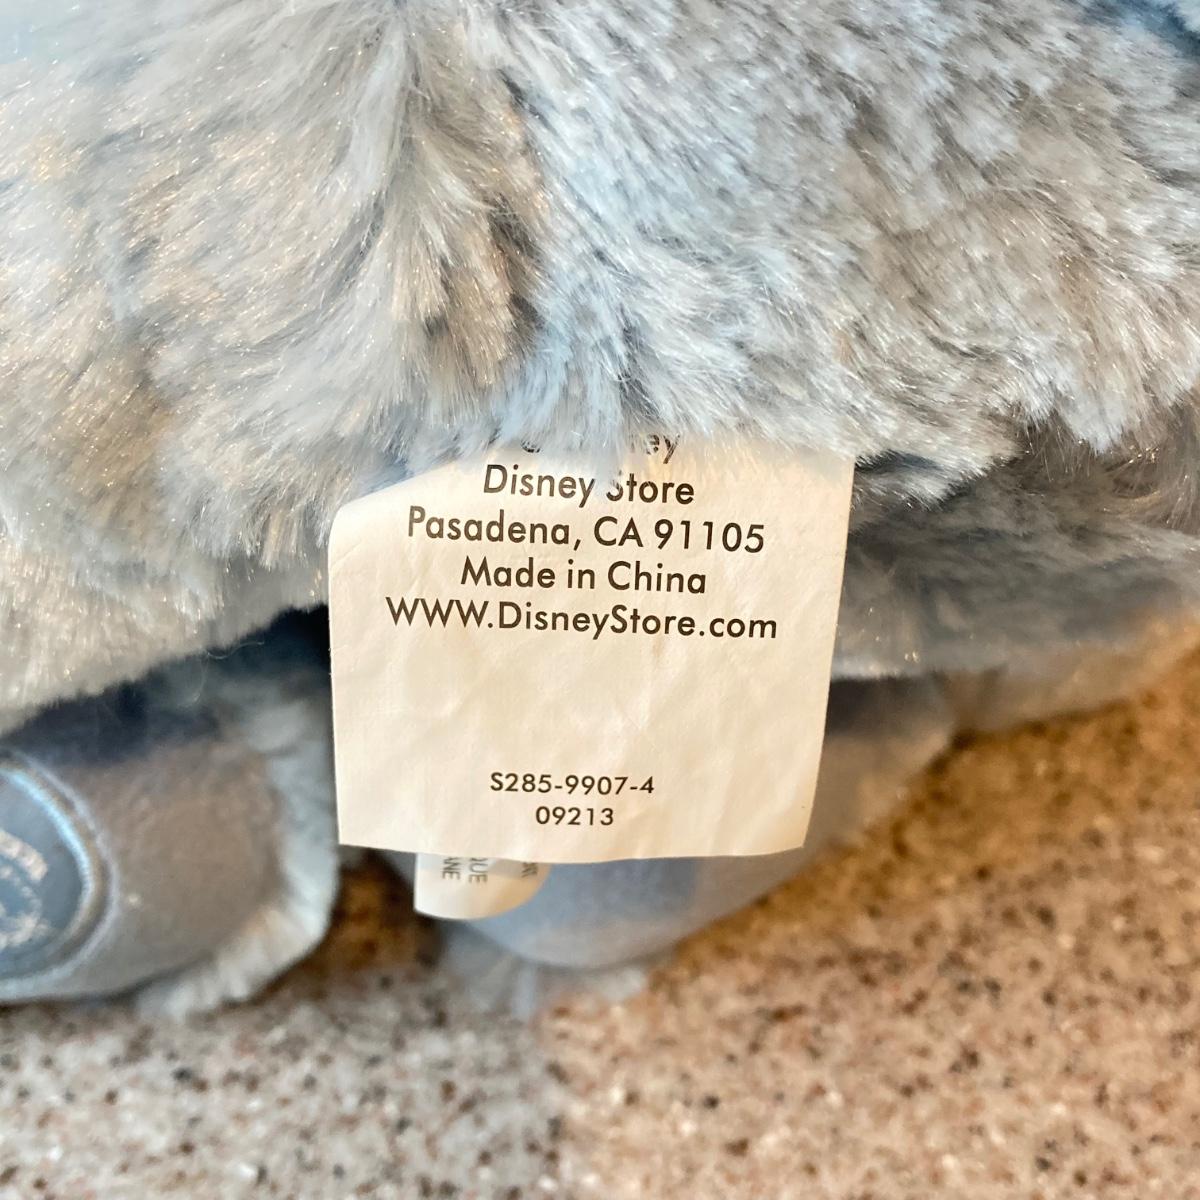 Disney Store
Pasadena, CA 91105
Made in China
WWW.DisneyStore.com
S285-9907-4
09213